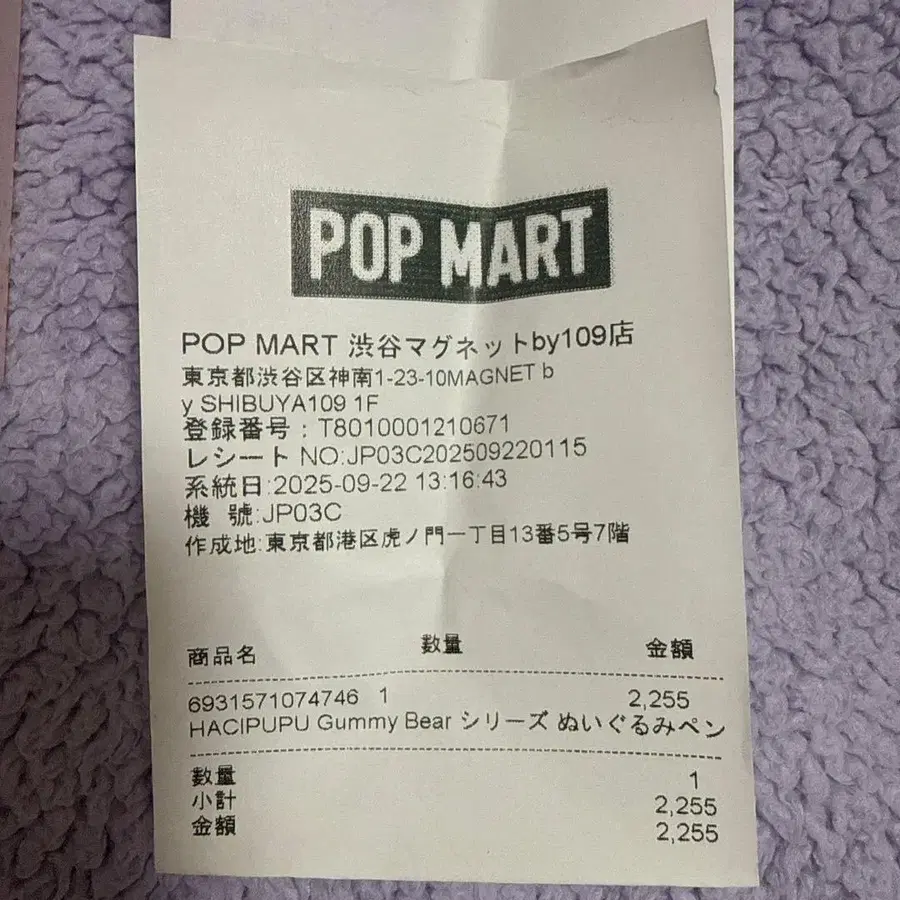 POP MART
POP MART 渋谷マグネットby109店
東京都渋谷区神南1-23-10MAGNET b
y SHIBUYA109 1F
登録番号：T8010001210671
レシート NO:JP03C202509220115
系統日:2025-09-22 13:16:43
機 號:JP03C
作成地:東京都港区虎ノ門一丁目13番5号7階
商品名 数量 金額
6931571074746 1 2,255
HACIPUPU Gummy Bear シリーズ ぬいぐるみペン
数量 1
小計 2,255
金額 2,255